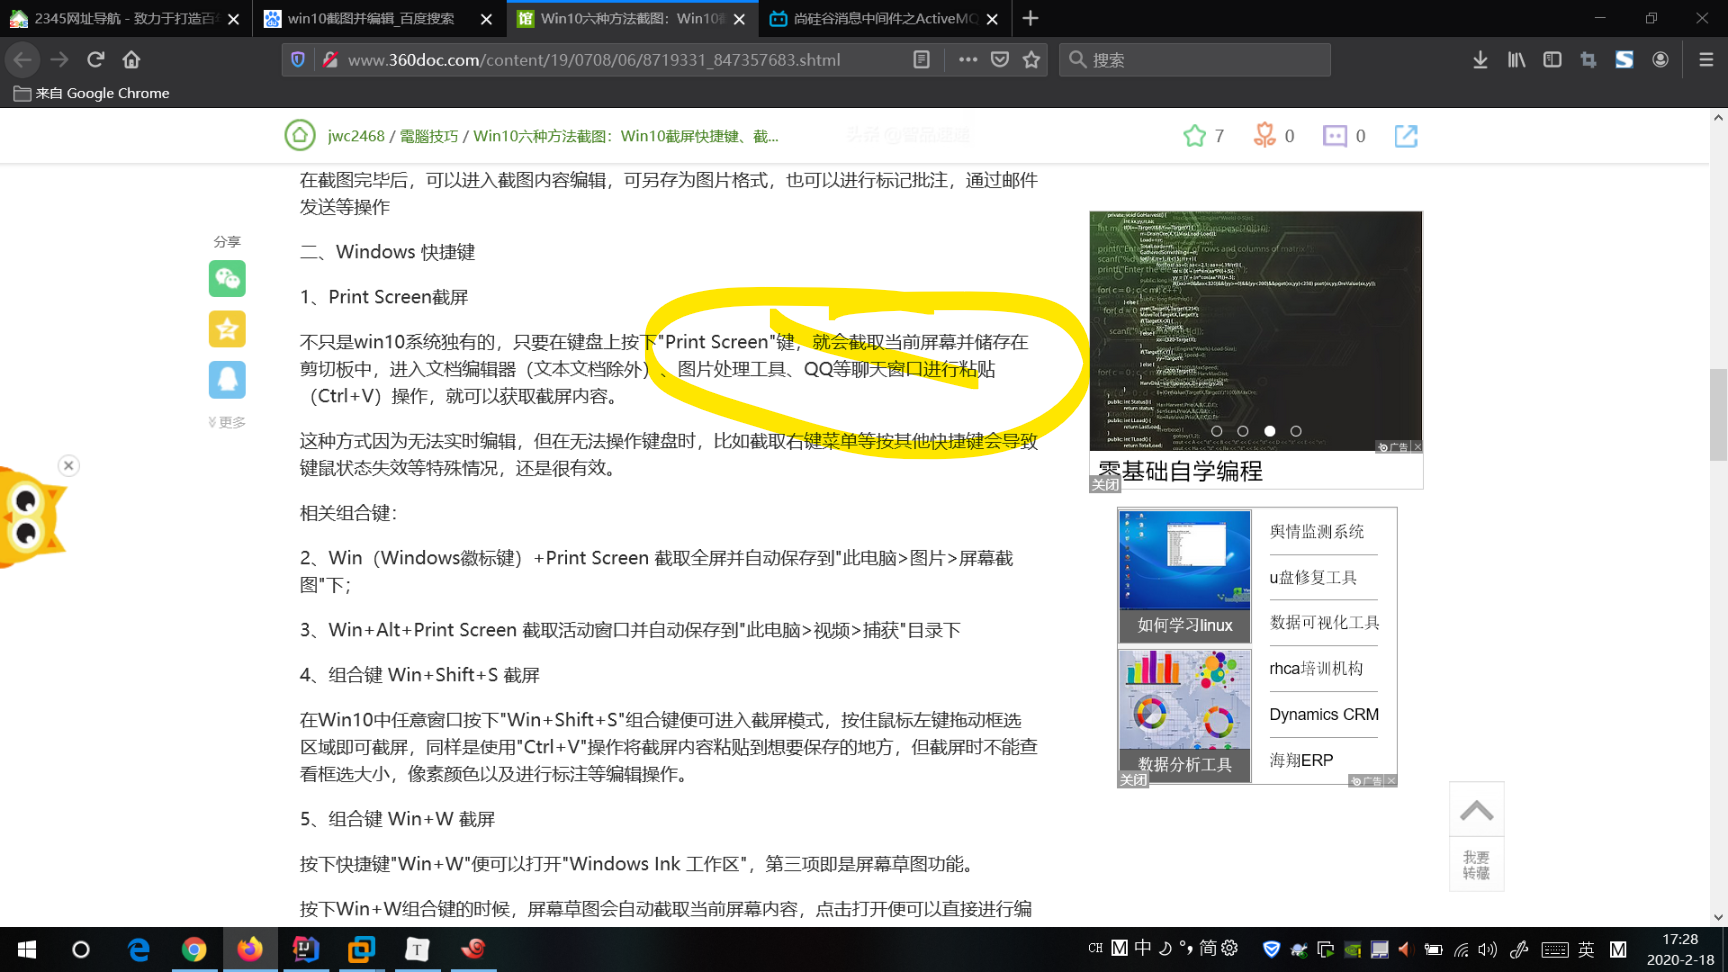 2345网址导航 - 致力于打造百
win10截图并编辑_百度搜索
Win10六种方法截图：Win10
尚硅谷消息中间件之ActiveMQ
www.360doc.com/content/19/0708/06/8719331_847357683.shtml
搜索
来自 Google Chrome
jwc2468 / 電腦技巧 / Win10六种方法截图：Win10截屏快捷键、截...
7
0
0
在截图完毕后，可以进入截图内容编辑，可另存为图片格式，也可以进行标记批注，通过邮件
发送等操作
分享
二、Windows 快捷键
1、Print Screen截屏
不只是win10系统独有的，只要在键盘上按下"Print Screen"键，就会截取当前屏幕并储存在
剪切板中，进入文档编辑器（文本文档除外）、图片处理工具、QQ等聊天窗口进行粘贴
（Ctrl+V）操作，就可以获取截屏内容。
更多
这种方式因为无法实时编辑，但在无法操作键盘时，比如截取右键菜单等按其他快捷键会导致
键鼠状态失效等特殊情况，还是很有效。
相关组合键：
2、Win（Windows徽标键）+Print Screen 截取全屏并自动保存到"此电脑>图片>屏幕截
图"下；
3、Win+Alt+Print Screen 截取活动窗口并自动保存到"此电脑>视频>捕获"目录下
4、组合键 Win+Shift+S 截屏
在Win10中任意窗口按下"Win+Shift+S"组合键便可进入截屏模式，按住鼠标左键拖动框选
区域即可截屏，同样是使用"Ctrl+V"操作将截屏内容粘贴到想要保存的地方，但截屏时不能查
看框选大小，像素颜色以及进行标注等编辑操作。
5、组合键 Win+W 截屏
按下快捷键"Win+W"便可以打开"Windows Ink 工作区"，第三项即是屏幕草图功能。
按下Win+W组合键的时候，屏幕草图会自动截取当前屏幕内容，点击打开便可以直接进行编
广告
零基础自学编程
关闭
如何学习linux
数据分析工具
关闭
舆情监测系统
u盘修复工具
数据可视化工具
rhca培训机构
Dynamics CRM
海翔ERP
广告
我要
转藏
CH M 中 简
英 M
17:28
2020-2-18